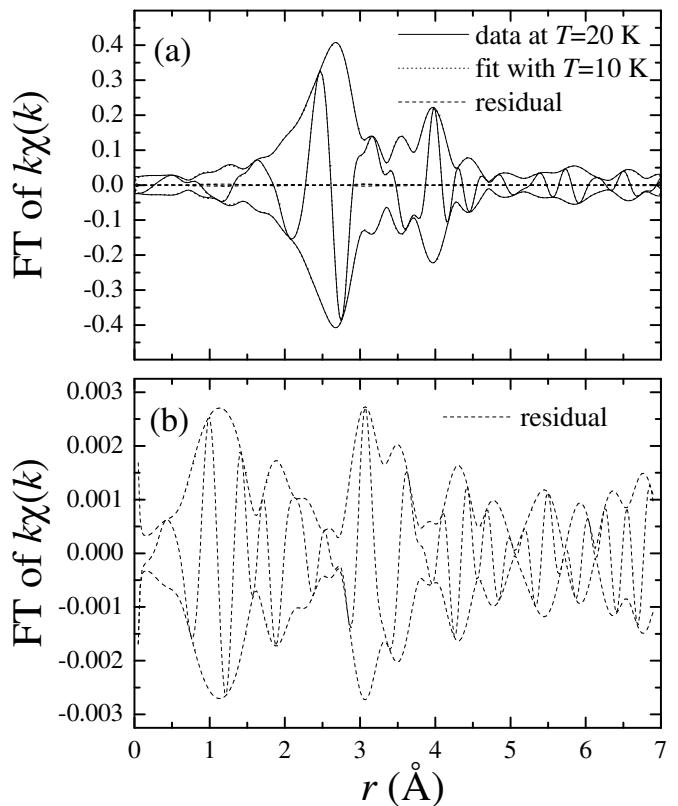 (a)
data at T=20 K
fit with T=10 K
residual
FT of kχ(k)
0.4
0.3
0.2
0.1
0.0
-0.1
-0.2
-0.3
-0.4
(b)
residual
FT of kχ(k)
0.003
0.002
0.001
0.000
-0.001
-0.002
-0.003
0 1 2 3 4 5 6 7
r (Å)